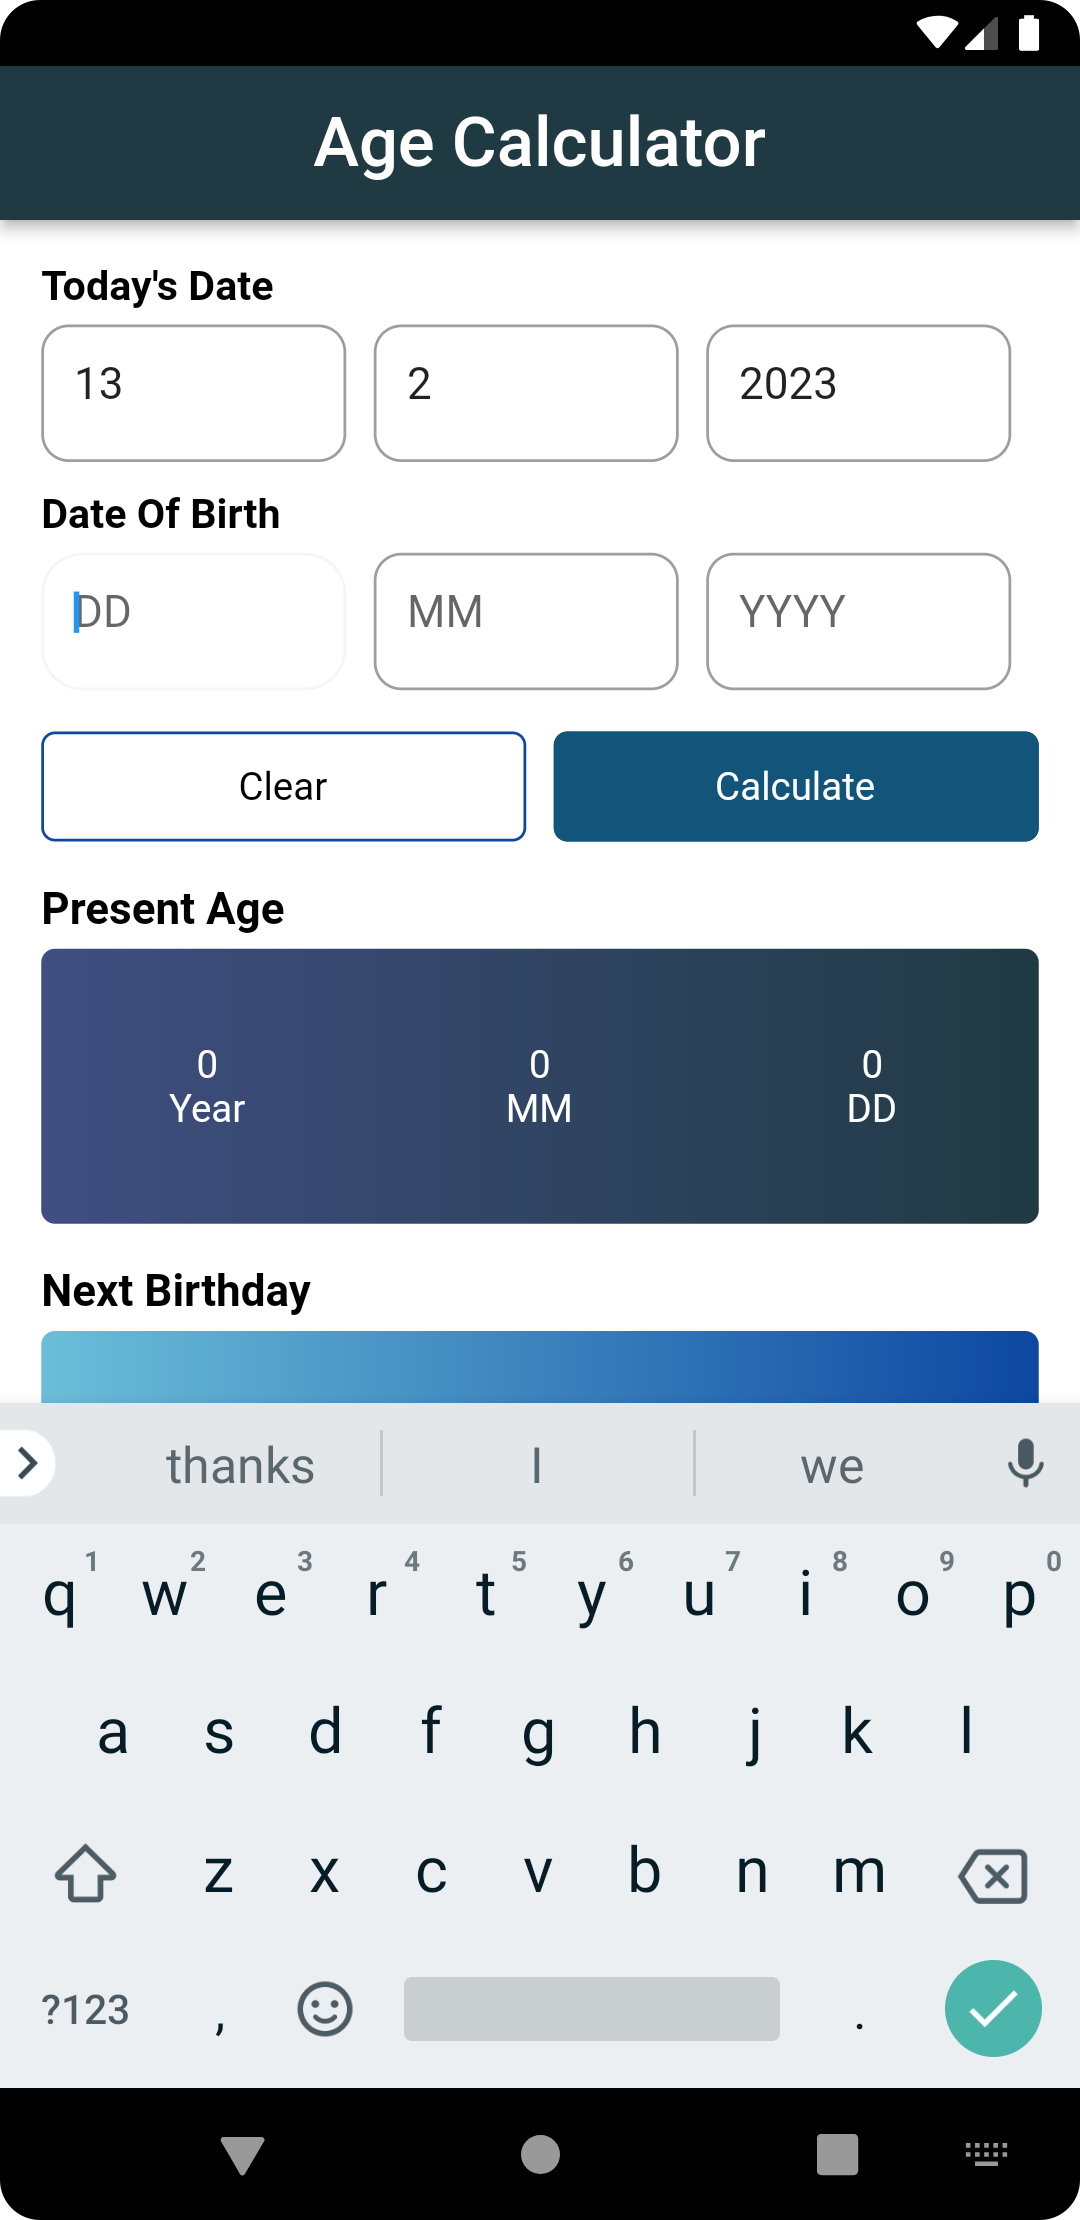 Age Calculator
Today's Date
13 2 2023
Date Of Birth
DD MM YYYY
Clear Calculate
Present Age
0 0 0
Year MM DD
Next Birthday
thanks I we
1 2 3 4 5 6 7 8 9 0
q w e r t y u i o p
a s d f g h j k l
z x c v b n m
?123 , .